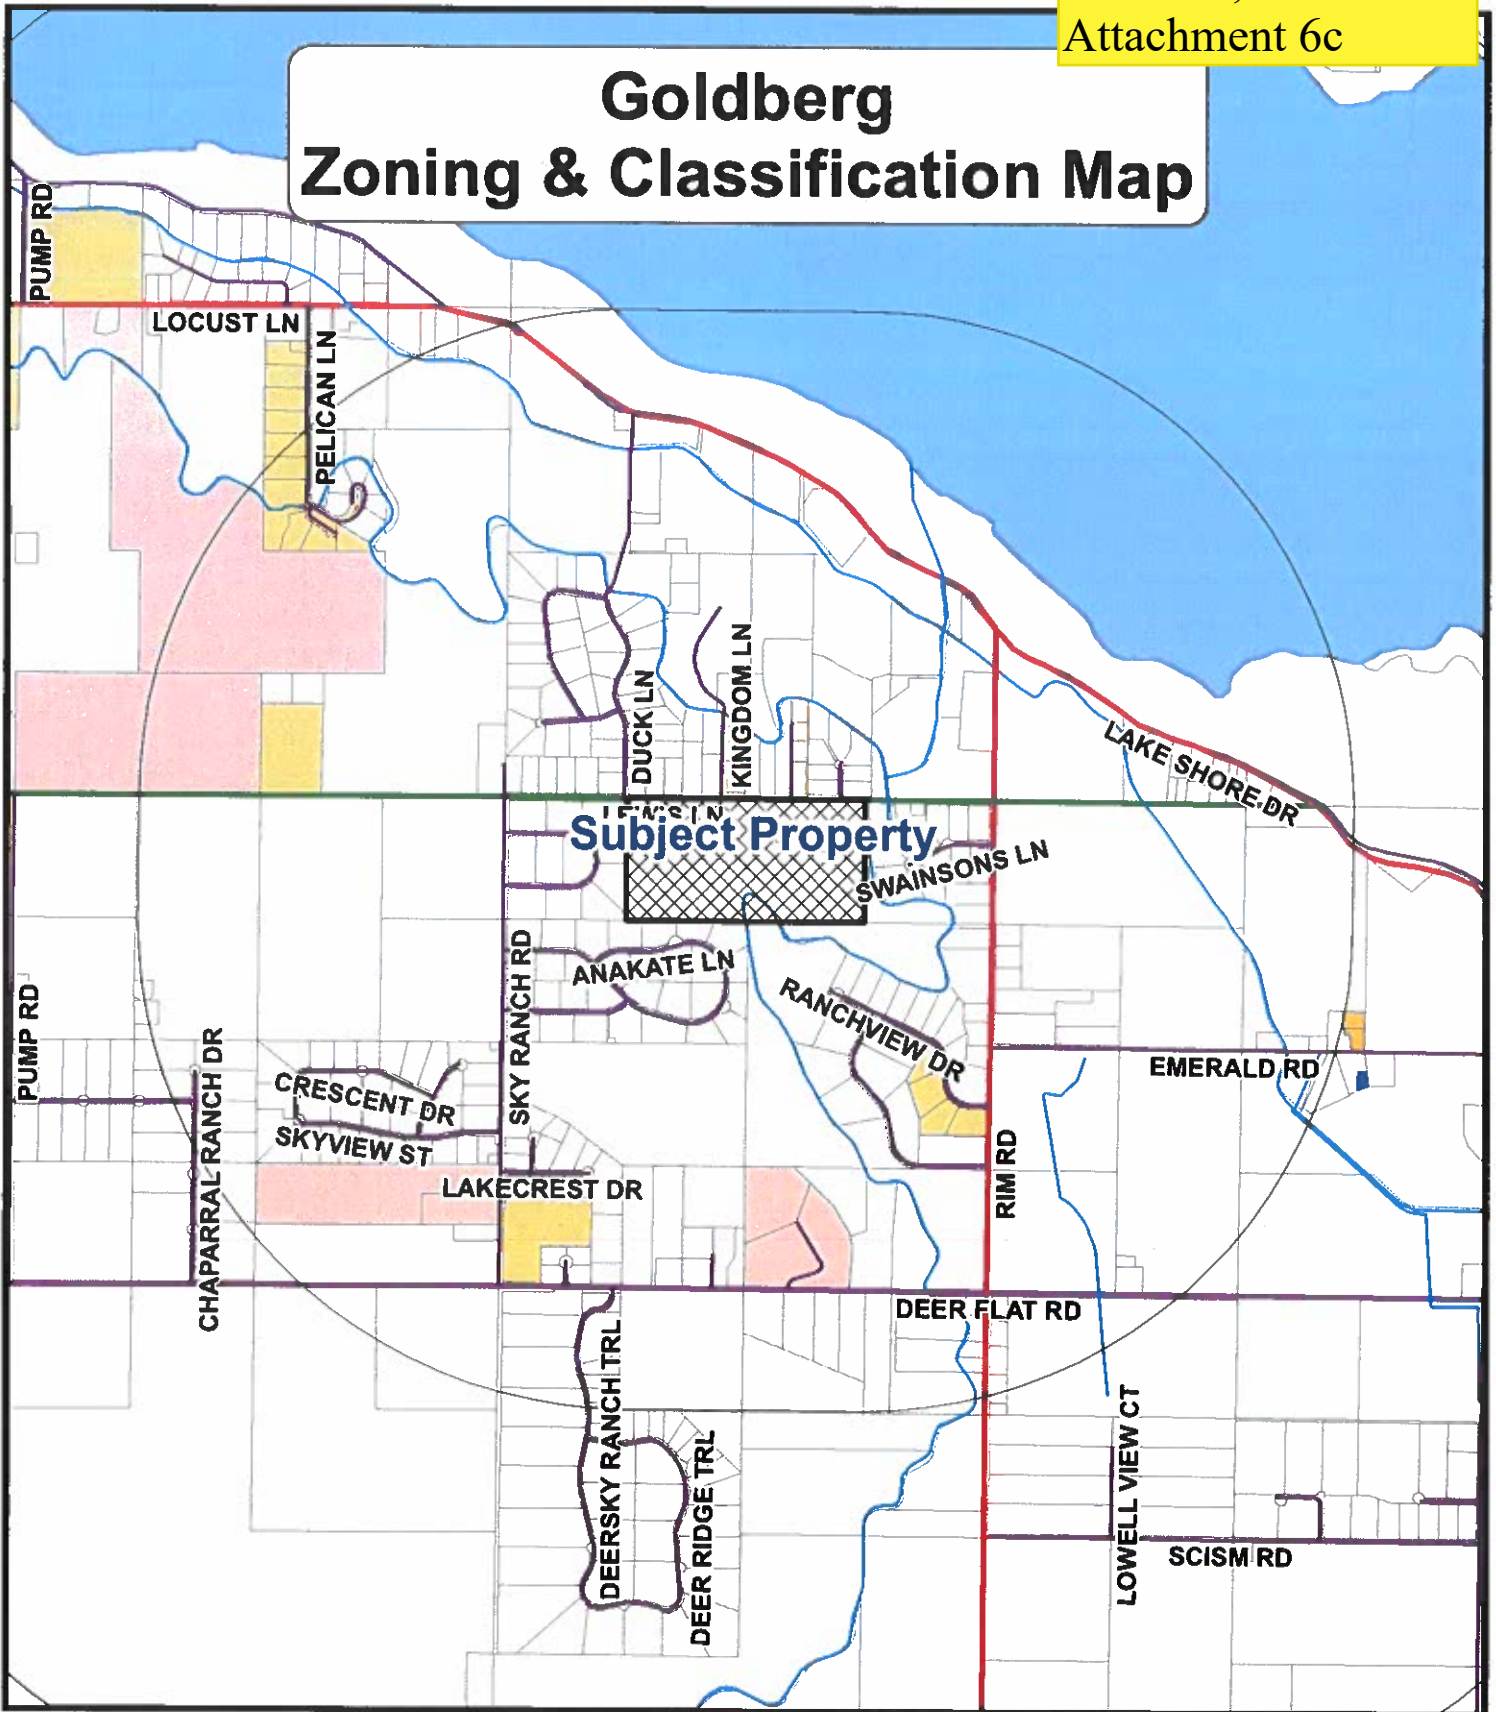 Attachment 6c
Goldberg
Zoning & Classification Map
PUMP RD
LOCUST LN
PELICAN LN
DUCK LN
KINGDOM LN
LAKE SHORE DR
LEWIS LN
Subject Property
SWAINSONS LN
SKY RANCH RD
ANAKATE LN
RANCHVIEW DR
PUMP RD
CHAPARRAL RANCH DR
CRESCENT DR
SKYVIEW ST
EMERALD RD
RIM RD
LAKECREST DR
DEER FLAT RD
DEERSKY RANCH TRL
DEER RIDGE TRL
LOWELL VIEW CT
SCISM RD